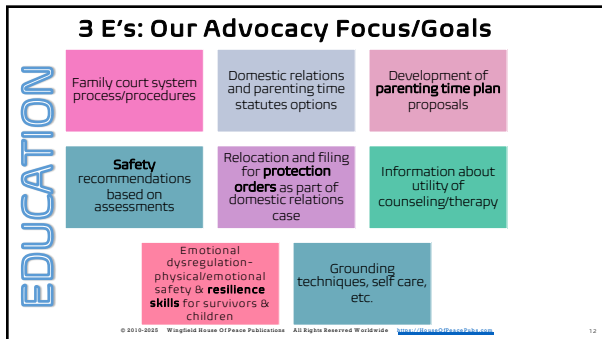 3 E's: Our Advocacy Focus/Goals
EDUCATION
Family court system
process/procedures
Domestic relations
and parenting time
statutes options
Development of
parenting time plan
proposals
Safety
recommendations
based on
assessments
Relocation and filing
for protection
orders as part of
domestic relations
case
Information about
utility of
counseling/therapy
Emotional
dysregulation-
physical/emotional
safety & resilience
skills for survivors &
children
Grounding
techniques, self care,
etc.
© 2010-2025 Wingfield House Of Peace Publications All Rights Reserved Worldwide https://HouseOfPeacePubs.com
12